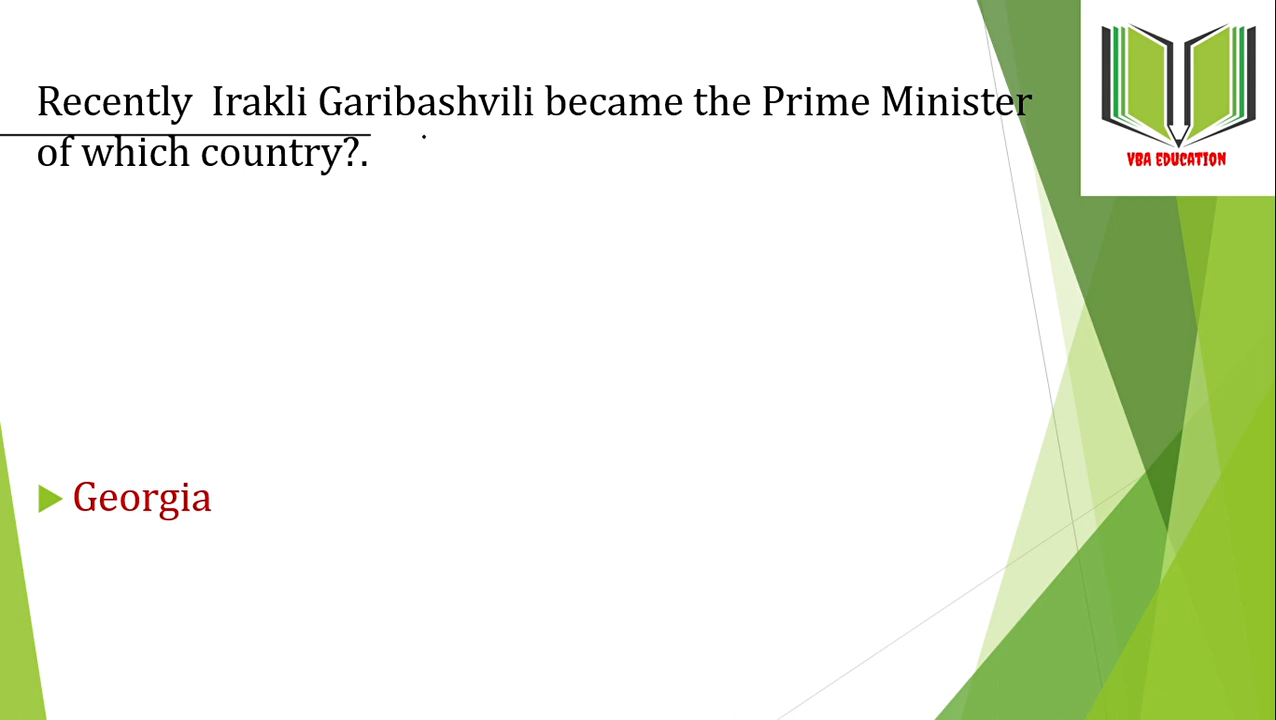 Recently  Irakli Garibashvili became the Prime Minister
of which country?.
VBA EDUCATION
Georgia